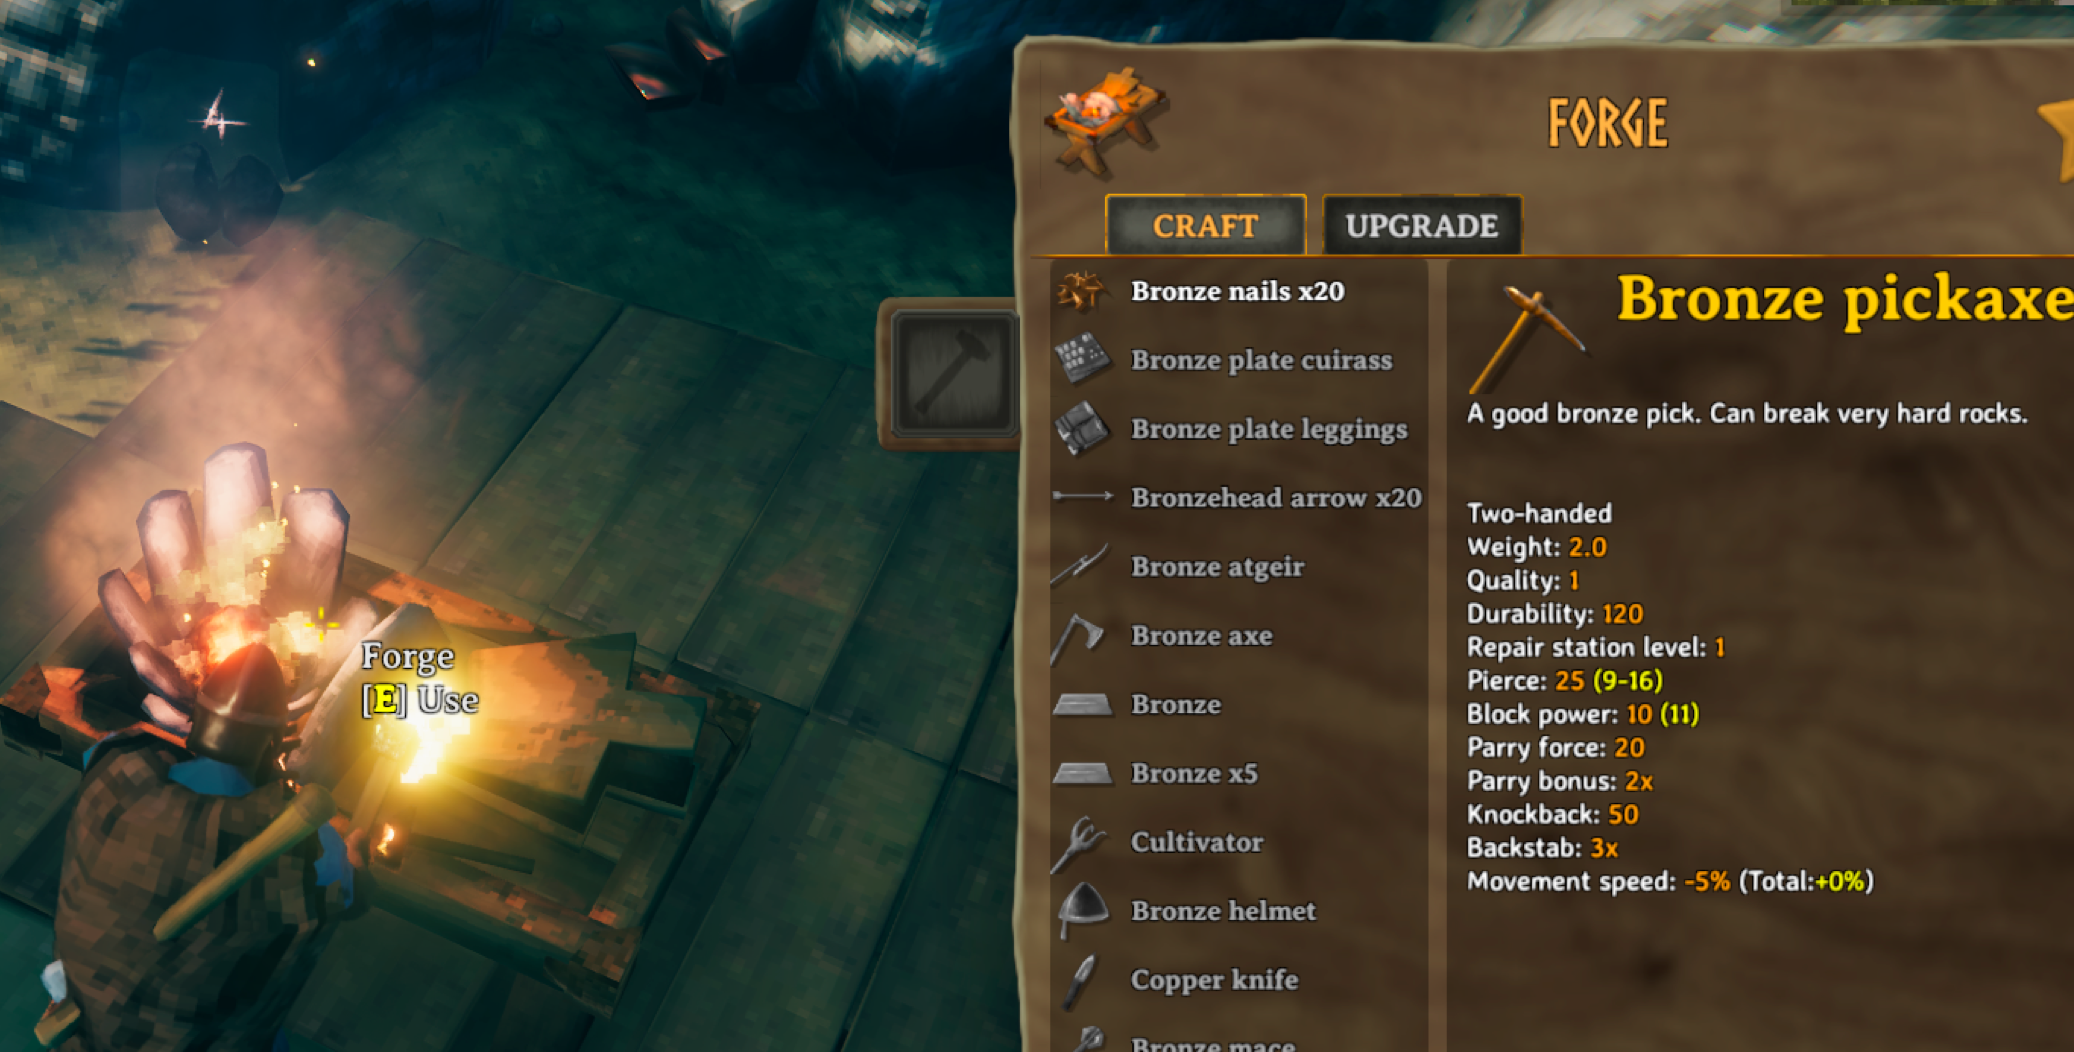 FORGE
CRAFT
UPGRADE
Bronze nails x20
Bronze plate cuirass
Bronze plate leggings
Bronzehead arrow x20
Bronze atgeir
Bronze axe
Bronze
Bronze x5
Cultivator
Bronze helmet
Copper knife
Bronze mace
Bronze pickaxe
A good bronze pick. Can break very hard rocks.
Two-handed
Weight: 2.0
Quality: 1
Durability: 120
Repair station level: 1
Pierce: 25 (9-16)
Block power: 10 (11)
Parry force: 20
Parry bonus: 2x
Knockback: 50
Backstab: 3x
Movement speed: -5% (Total:+0%)
Forge
[E] Use